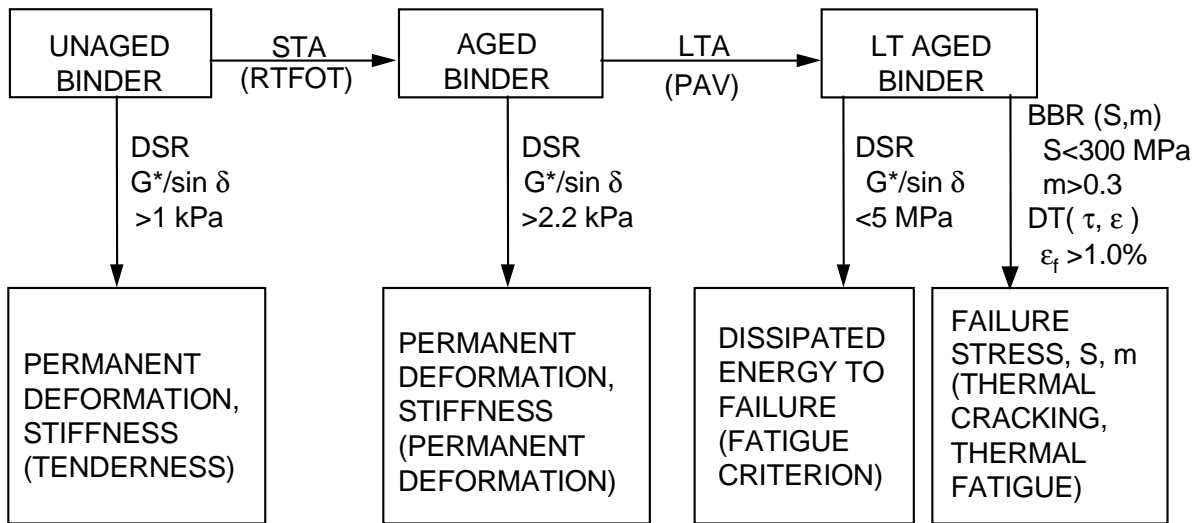 UNAGED
BINDER
STA
(RTFOT)
AGED
BINDER
LTA
(PAV)
LT AGED
BINDER
DSR
G*/sin δ
>1 kPa
DSR
G*/sin δ
>2.2 kPa
DSR
G*/sin δ
<5 MPa
BBR (S,m)
S<300 MPa
m>0.3
DT( τ, ε )
εf >1.0%
PERMANENT
DEFORMATION,
STIFFNESS
(TENDERNESS)
PERMANENT
DEFORMATION,
STIFFNESS
(PERMANENT
DEFORMATION)
DISSIPATED
ENERGY TO
FAILURE
(FATIGUE
CRITERION)
FAILURE
STRESS, S, m
(THERMAL
CRACKING,
THERMAL
FATIGUE)